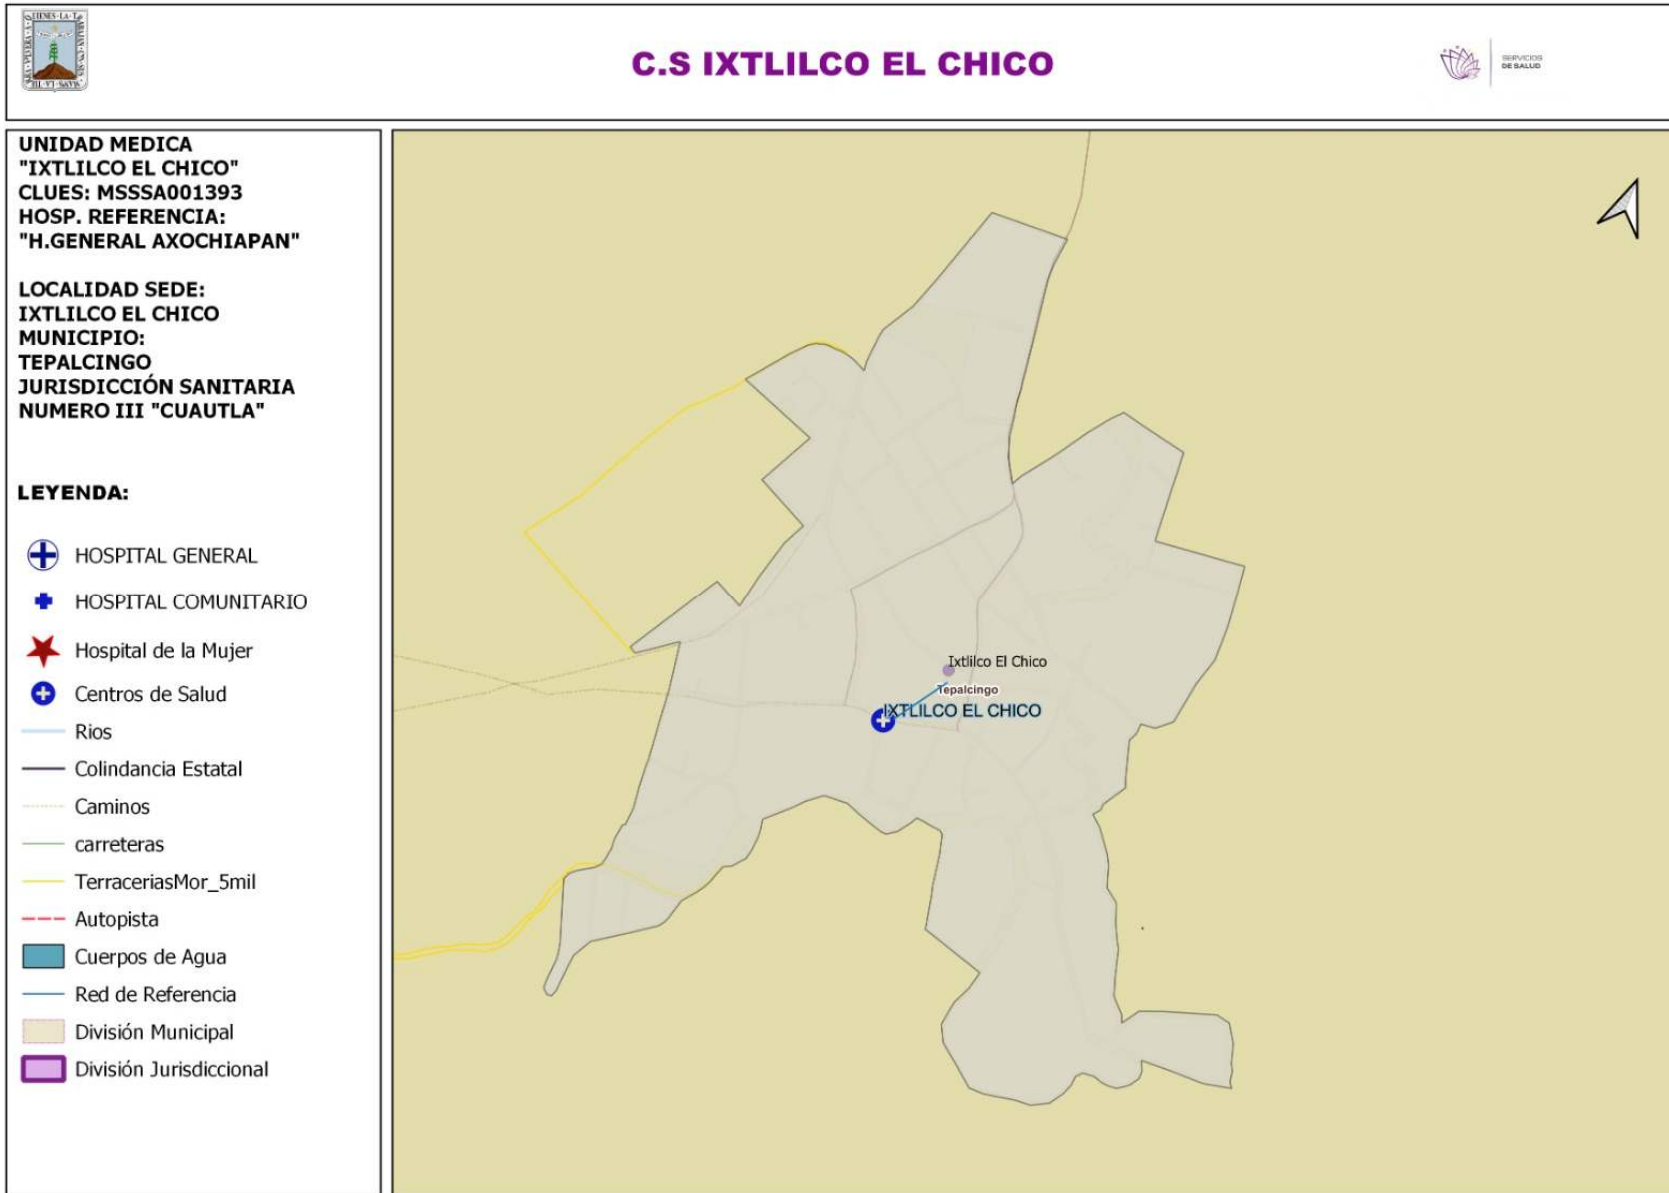 C.S IXTLILCO EL CHICO
SERVICIOS
DE SALUD
UNIDAD MEDICA
"IXTLILCO EL CHICO"
CLUES: MSSSA001393
HOSP. REFERENCIA:
"H.GENERAL AXOCHIAPAN"
LOCALIDAD SEDE:
IXTLILCO EL CHICO
MUNICIPIO:
TEPALCINGO
JURISDICCIÓN SANITARIA
NUMERO III "CUAUTLA"
LEYENDA:
HOSPITAL GENERAL
HOSPITAL COMUNITARIO
Hospital de la Mujer
Centros de Salud
Rios
Colindancia Estatal
Caminos
carreteras
TerraceriasMor_5mil
Autopista
Cuerpos de Agua
Red de Referencia
División Municipal
División Jurisdiccional
Ixtlilco El Chico
Tepalcingo
IXTLILCO EL CHICO